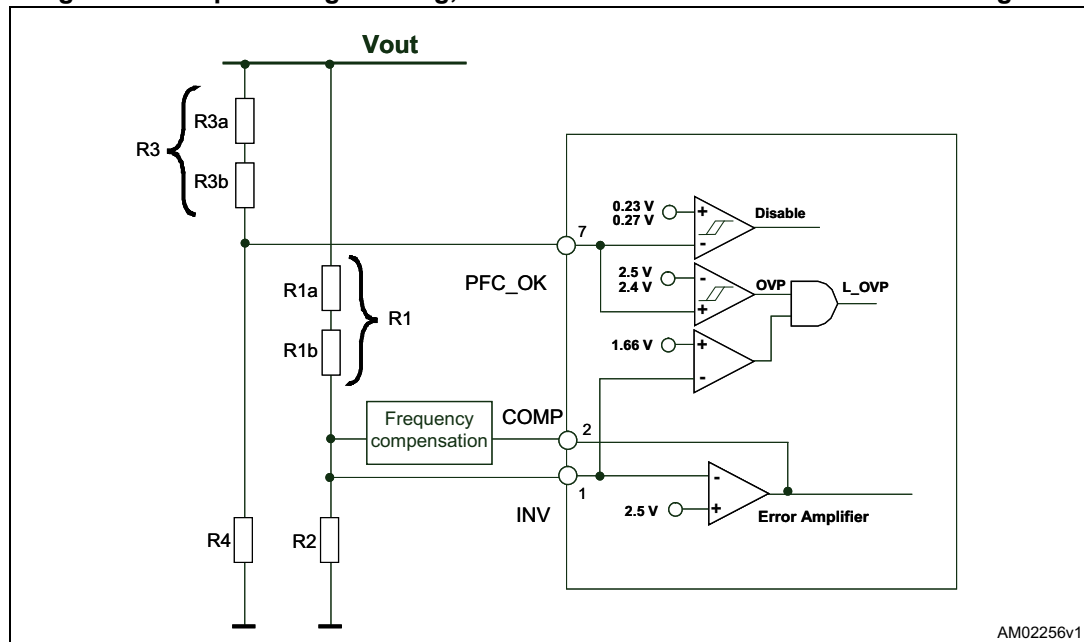 Vout
R3a
R3
R3b
R1a
R1
R1b
R4
R2
Frequency
compensation
COMP
INV
PFC_OK
7
2
1
0.23 V
0.27 V
+
-
Disable
2.5 V
2.4 V
-
+
OVP
L_OVP
1.66 V
+
-
2.5 V
-
+
Error Amplifier
AM02256v1